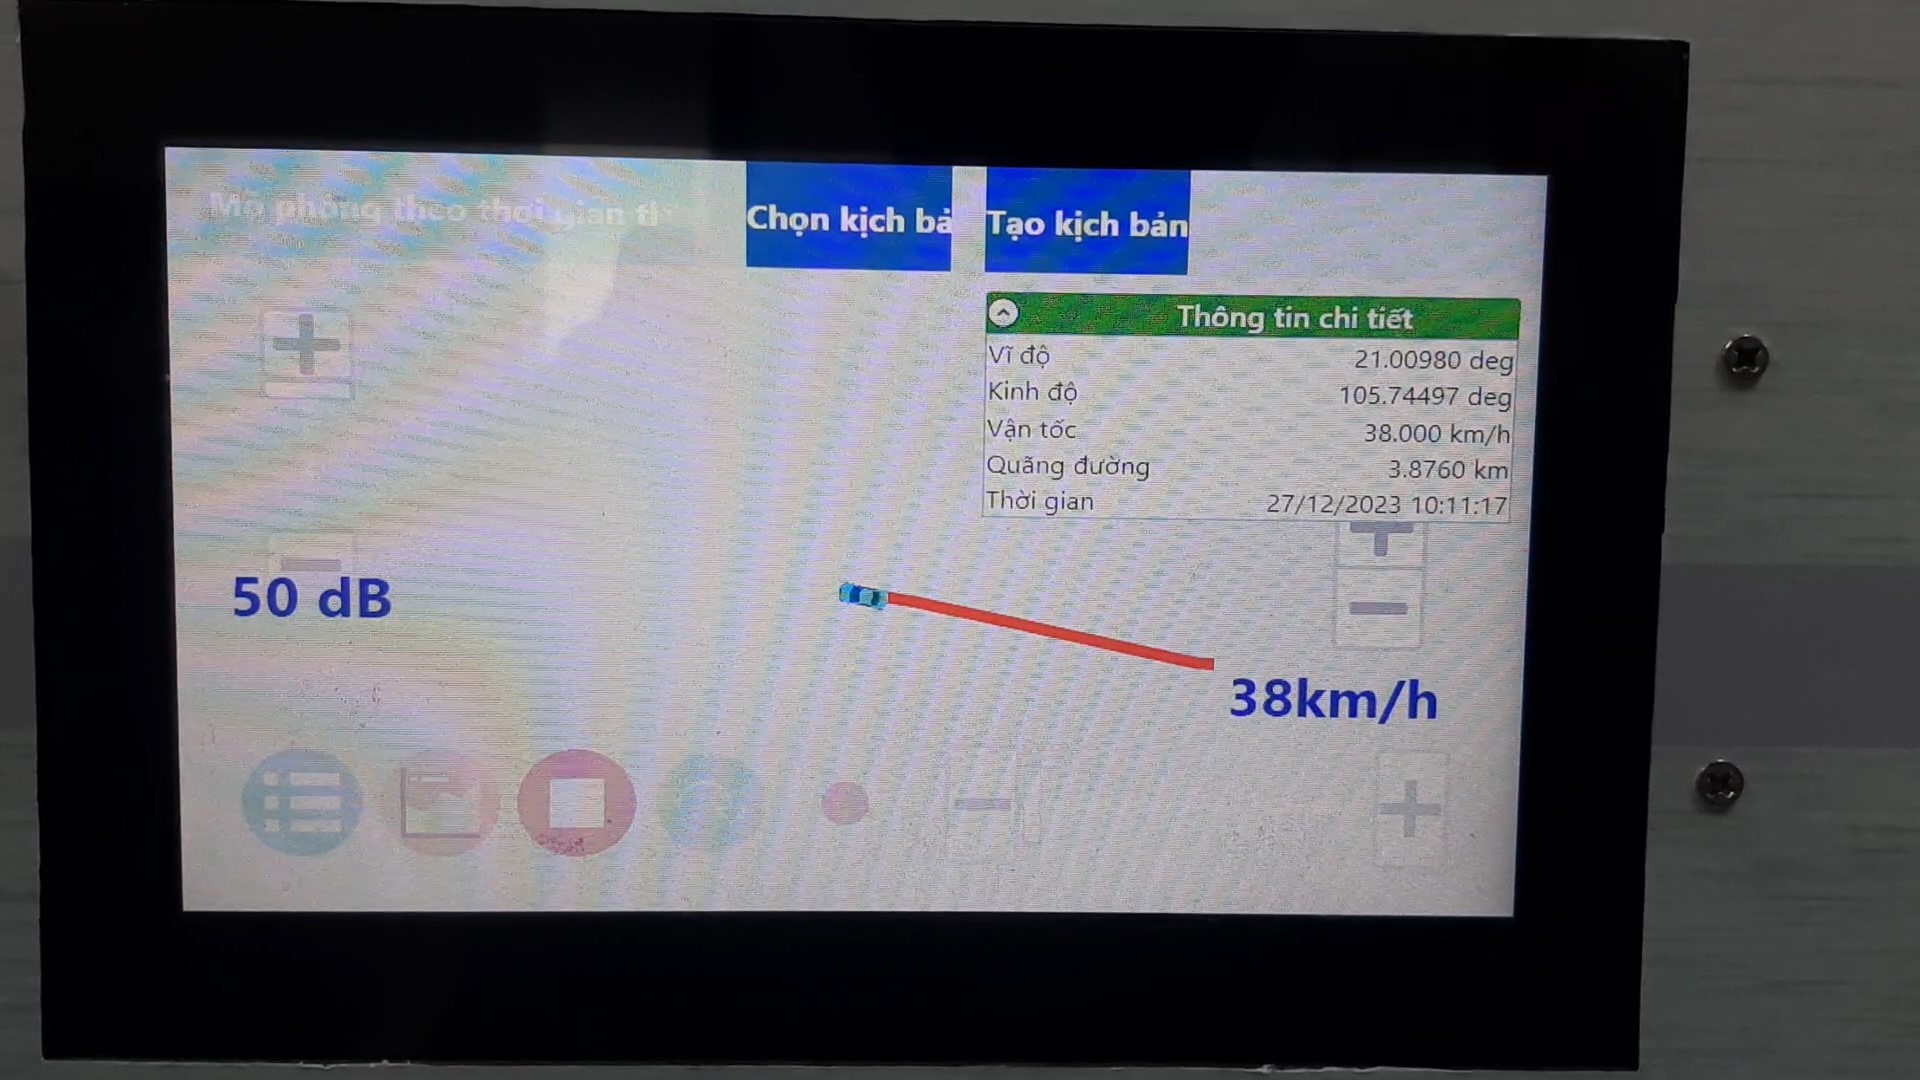 Mô phỏng theo thời gian
Chọn kịch bả
Tạo kịch bản
Thông tin chi tiết
Vĩ độ 21.00980 deg
Kinh độ 105.74497 deg
Vận tốc 38.000 km/h
Quãng đường 3.8760 km
Thời gian 27/12/2023 10:11:17
50 dB
38km/h